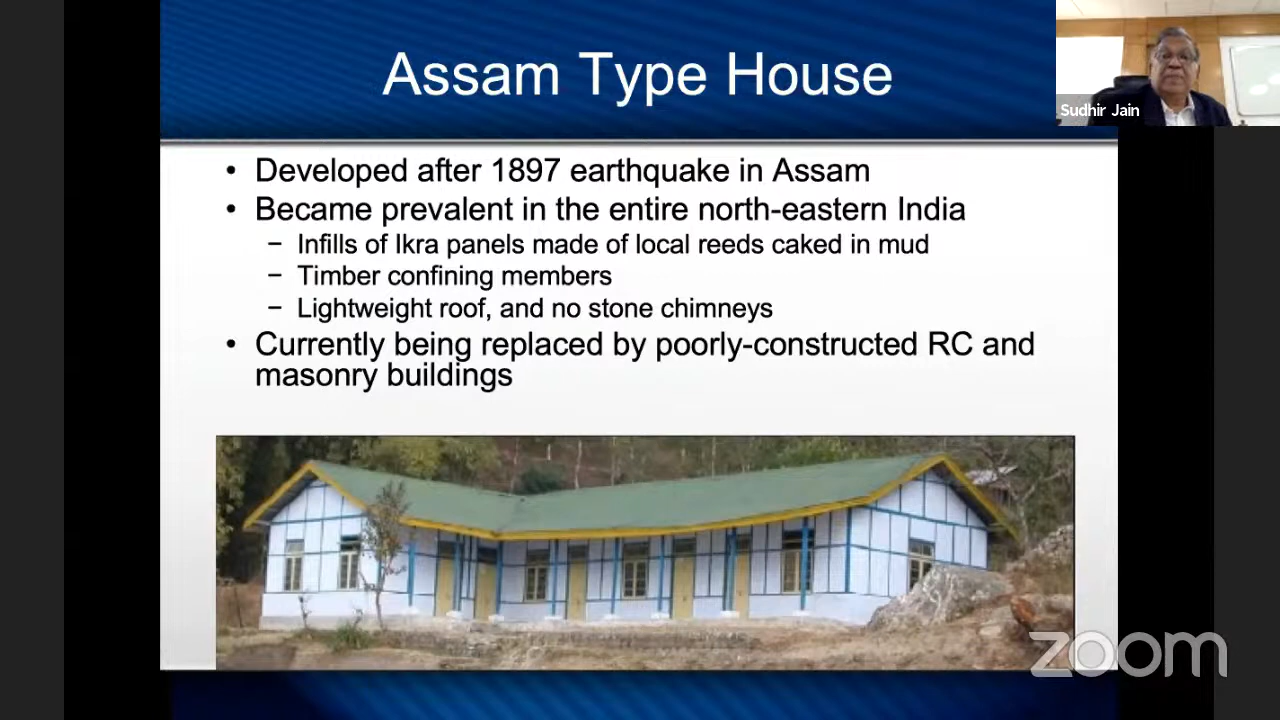 Assam Type House
Sudhir Jain
• Developed after 1897 earthquake in Assam
• Became prevalent in the entire north-eastern India
– Infills of Ikra panels made of local reeds caked in mud
– Timber confining members
– Lightweight roof, and no stone chimneys
• Currently being replaced by poorly-constructed RC and
masonry buildings
zoom